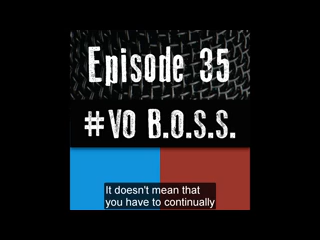 Episode 35
#VO B.O.S.S.
It doesn't mean that
you have to continually